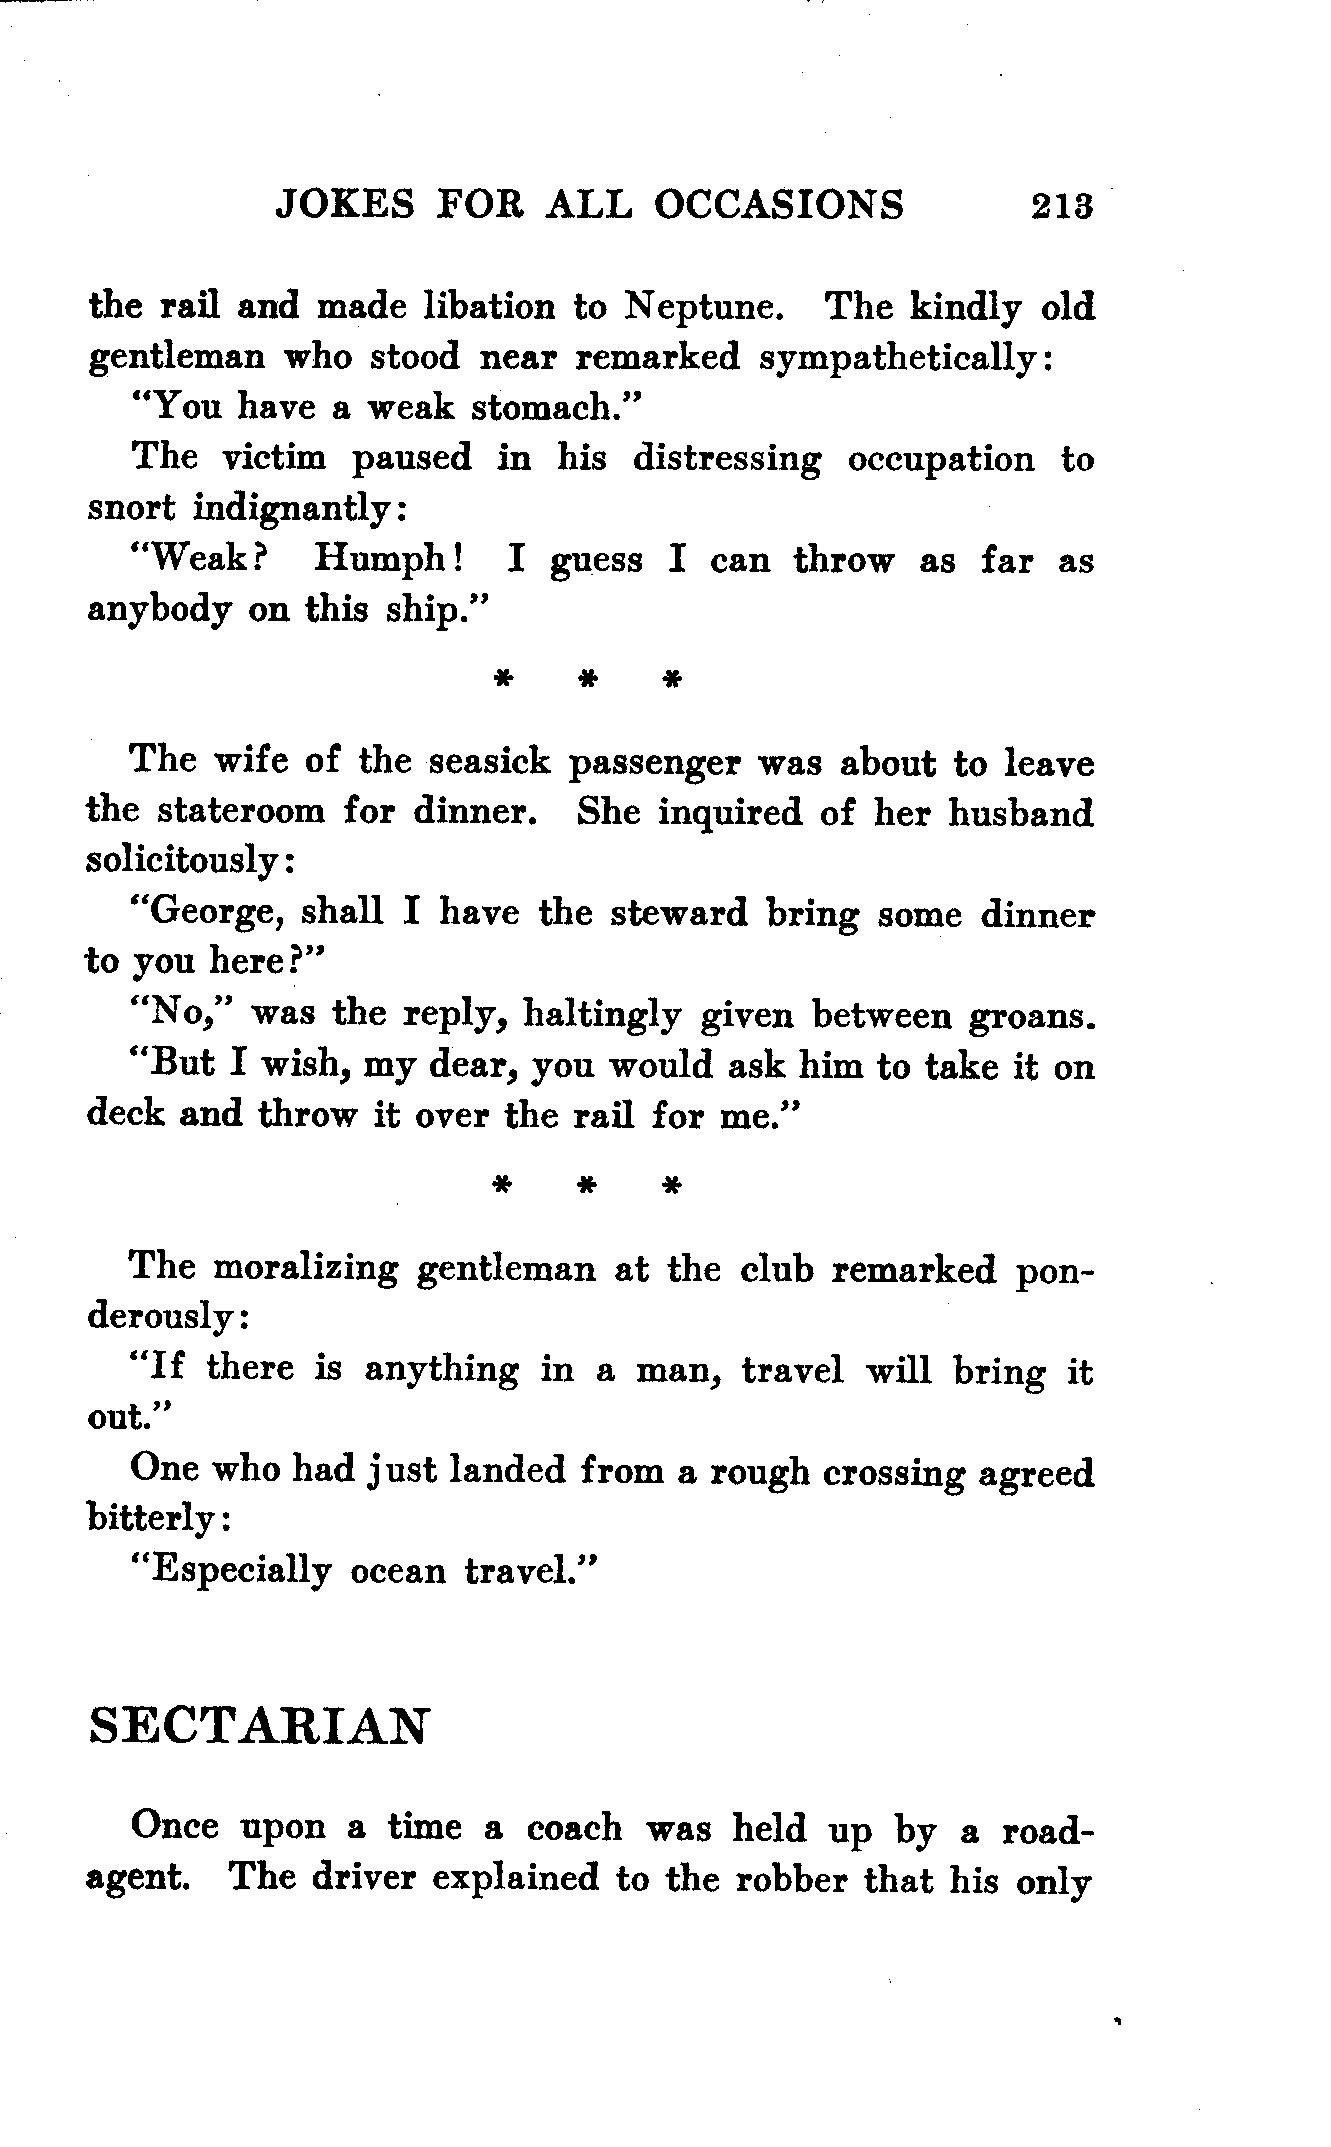 JOKES FOR ALL OCCASIONS 213
the rail and made libation to Neptune. The kindly old
gentleman who stood near remarked sympathetically:
"You have a weak stomach."
The victim paused in his distressing occupation to
snort indignantly:
"Weak? Humph! I guess I can throw as far as
anybody on this ship."
* * *
The wife of the seasick passenger was about to leave
the stateroom for dinner. She inquired of her husband
solicitously:
"George, shall I have the steward bring some dinner
to you here?"
"No," was the reply, haltingly given between groans.
"But I wish, my dear, you would ask him to take it on
deck and throw it over the rail for me."
* * *
The moralizing gentleman at the club remarked pon-
derously:
"If there is anything in a man, travel will bring it
out."
One who had just landed from a rough crossing agreed
bitterly:
"Especially ocean travel."
SECTARIAN
Once upon a time a coach was held up by a road-
agent. The driver explained to the robber that his only